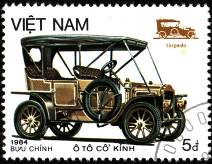 VIỆT NAM
torpedo
1984
BƯU CHÍNH
Ô TÔ CỔ KÍNH
5đ